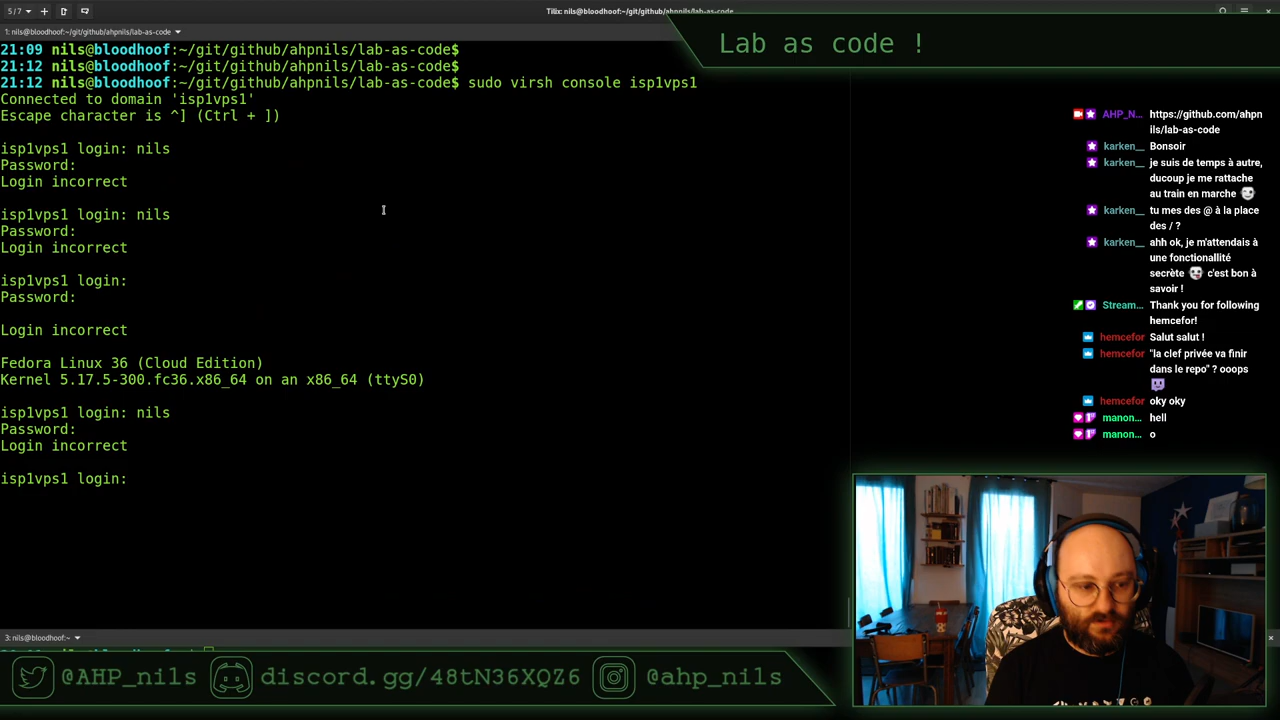 5/7
Tilix: nils@bloodhoof:~/git/github/ahpnils/lab-as-code
1: nils@bloodhoof:~/git/github/ahpnils/lab-as-code
21:09 nils@bloodhoof:~/git/github/ahpnils/lab-as-code$
21:12 nils@bloodhoof:~/git/github/ahpnils/lab-as-code$
21:12 nils@bloodhoof:~/git/github/ahpnils/lab-as-code$ sudo virsh console isp1vps1
Connected to domain 'isp1vps1'
Escape character is ^] (Ctrl + ])
isp1vps1 login: nils
Password:
Login incorrect
isp1vps1 login: nils
Password:
Login incorrect
isp1vps1 login:
Password:
Login incorrect
Fedora Linux 36 (Cloud Edition)
Kernel 5.17.5-300.fc36.x86_64 on an x86_64 (ttyS0)
isp1vps1 login: nils
Password:
Login incorrect
isp1vps1 login:
3: nils@bloodhoof:~
Lab as code !
AHP_N... https://github.com/ahpn
ils/lab-as-code
karken__ Bonsoir
karken__ je suis de temps à autre,
ducoup je me rattache
au train en marche
karken__ tu mes des @ à la place
des / ?
karken__ ahh ok, je m'attendais à
une fonctionallité
secrète c'est bon à
savoir !
Stream... Thank you for following
hemcefor!
hemcefor Salut salut !
hemcefor "la clef privée va finir
dans le repo" ? ooops
hemcefor oky oky
manon... hell
manon... o
@AHP_nils discord.gg/48tN36XQZ6 @ahp_nils